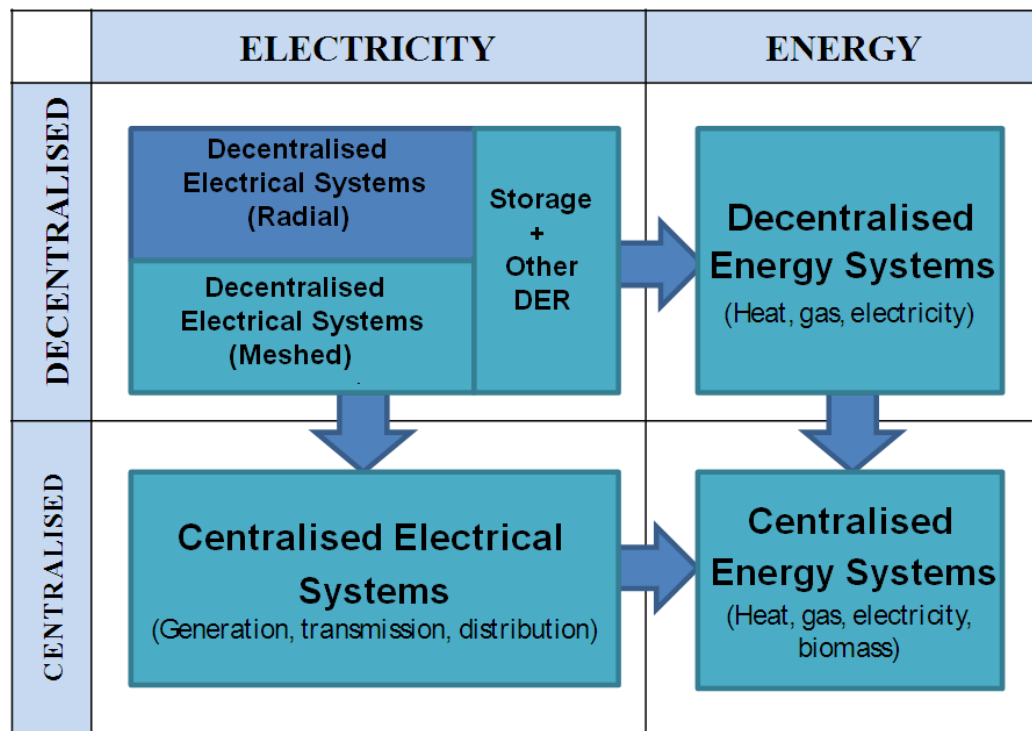 ELECTRICITY
ENERGY
DECENTRALISED
Decentralised
Electrical Systems
(Radial)
Decentralised
Electrical Systems
(Meshed)
Storage
+
Other
DER
Decentralised
Energy Systems
(Heat, gas, electricity)
CENTRALISED
Centralised Electrical
Systems
(Generation, transmission, distribution)
Centralised
Energy Systems
(Heat, gas, electricity,
biomass)